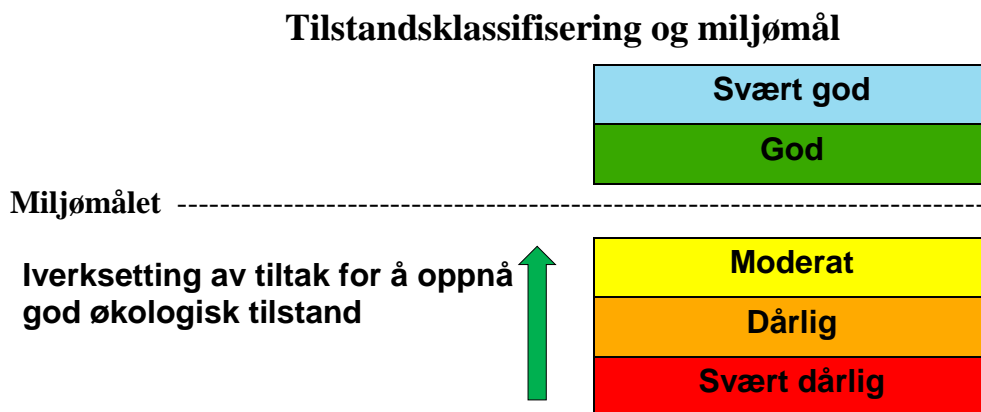 Tilstandsklassifisering og miljømål
Svært god
God
Miljømålet
Moderat
Iverksetting av tiltak for å oppnå
god økologisk tilstand
Dårlig
Svært dårlig